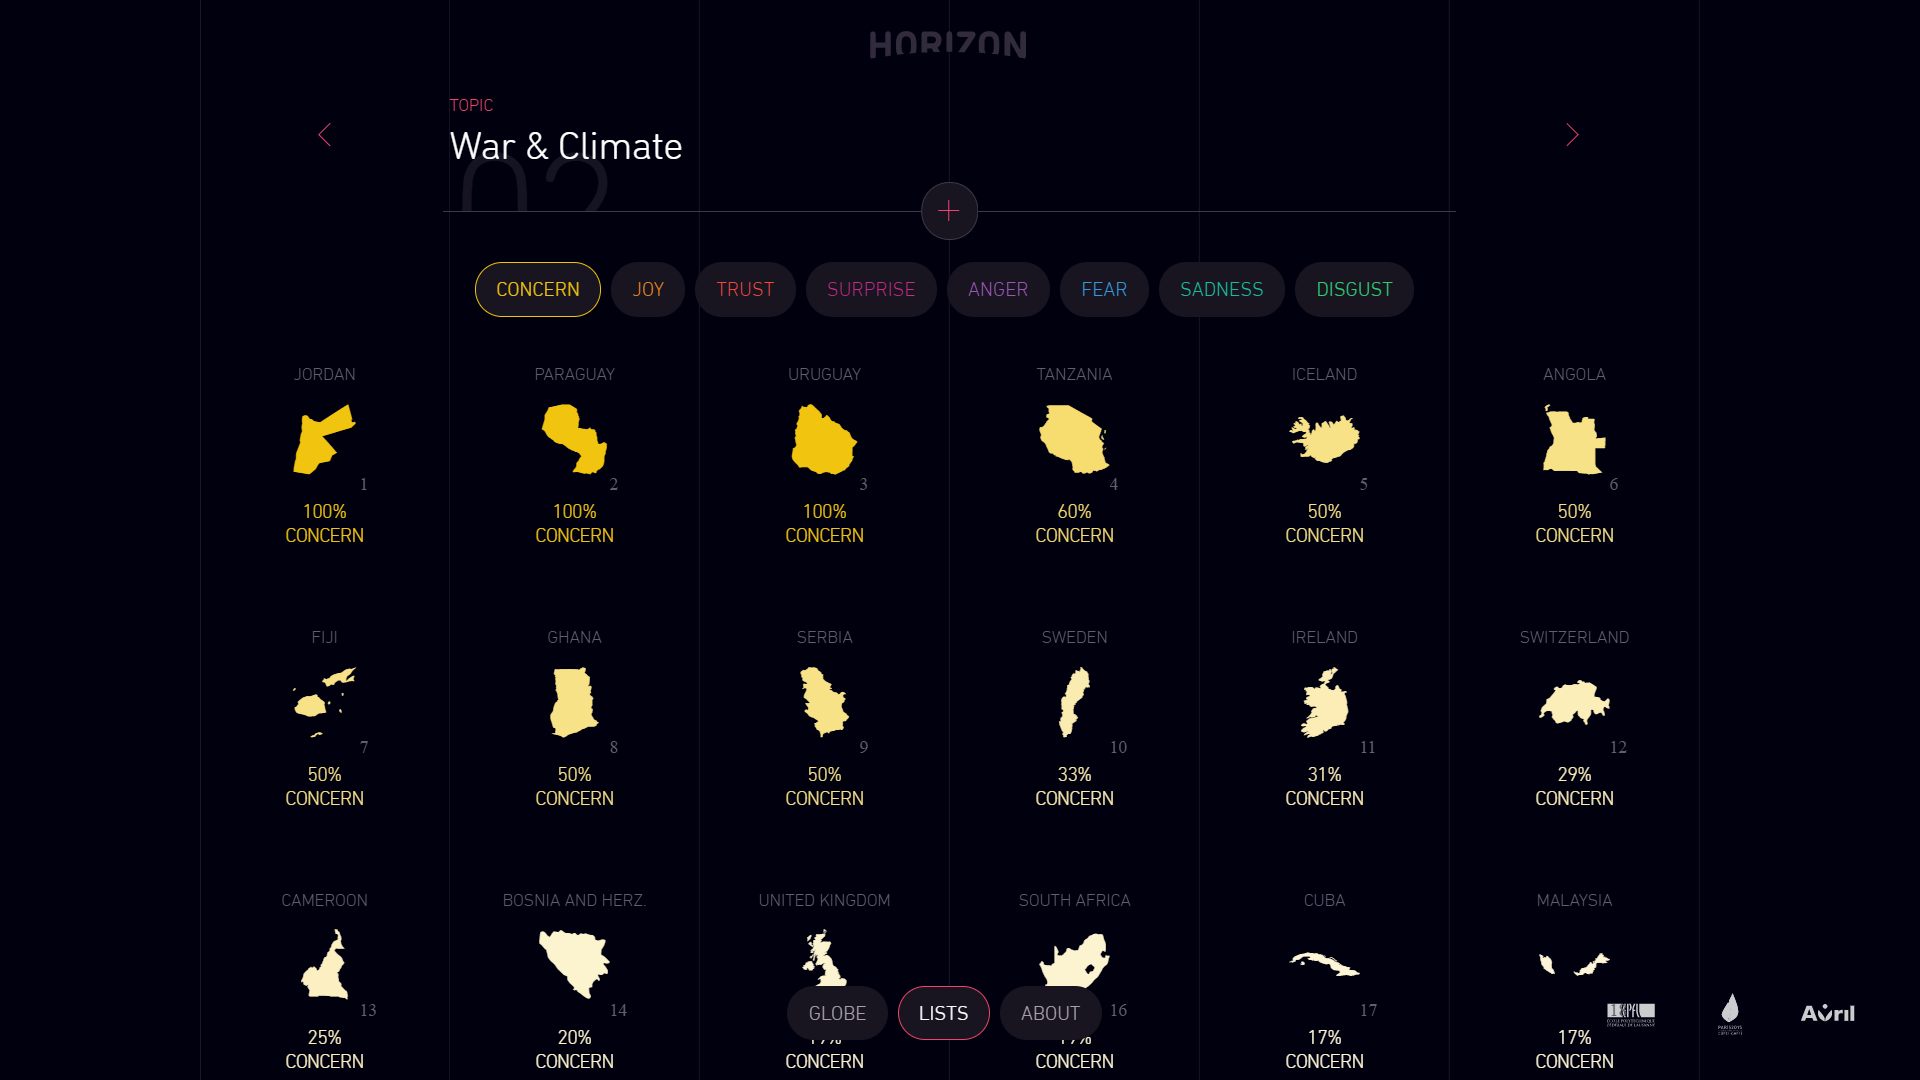 HORIZON
TOPIC
War & Climate
02
CONCERN JOY TRUST SURPRISE ANGER FEAR SADNESS DISGUST
JORDAN PARAGUAY URUGUAY TANZANIA ICELAND ANGOLA
1 2 3 4 5 6
100% 100% 100% 60% 50% 50%
CONCERN CONCERN CONCERN CONCERN CONCERN CONCERN
FIJI GHANA SERBIA SWEDEN IRELAND SWITZERLAND
7 8 9 10 11 12
50% 50% 50% 33% 31% 29%
CONCERN CONCERN CONCERN CONCERN CONCERN CONCERN
CAMEROON BOSNIA AND HERZ. UNITED KINGDOM SOUTH AFRICA CUBA MALAYSIA
13 14 16 17
GLOBE LISTS ABOUT
EPFL
PARIS2015
Avril
25% 20% 17% 17%
CONCERN CONCERN CONCERN CONCERN CONCERN CONCERN